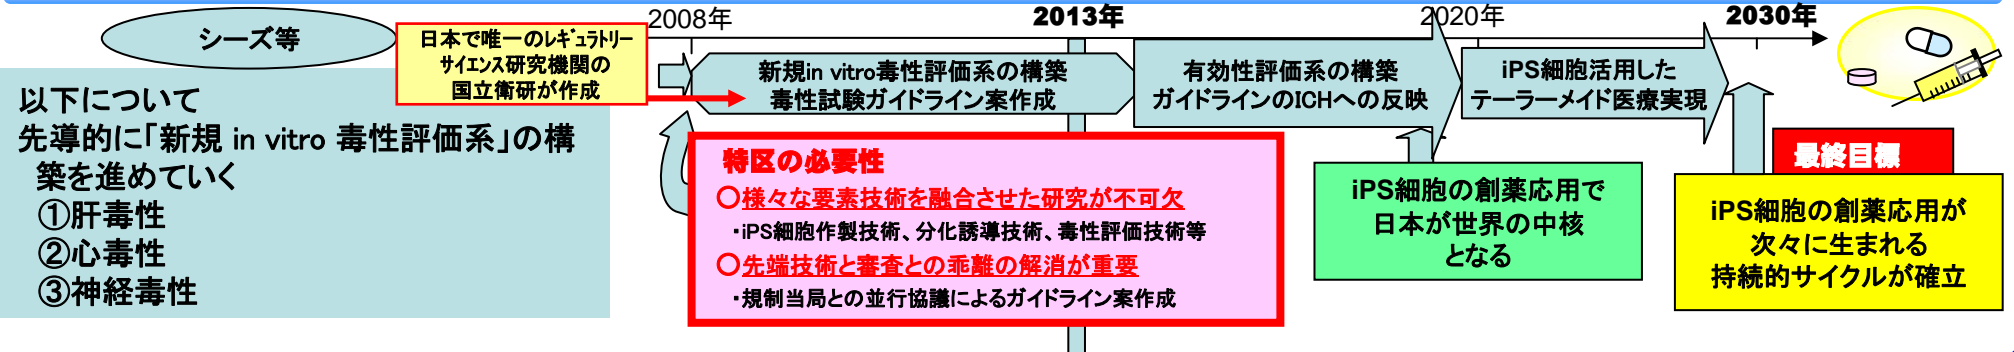 シーズ等
日本で唯一のﾚｷﾞｭﾗﾄﾘｰ
ｻｲｴﾝｽ研究機関の
国立衛研が作成
2008年
2013年
2020年
2030年
新規in vitro毒性評価系の構築
毒性試験ガイドライン案作成
有効性評価系の構築
ガイドラインのICHへの反映
iPS細胞活用した
テーラーメイド医療実現
以下について
先導的に「新規 in vitro 毒性評価系」の構
築を進めていく
①肝毒性
②心毒性
③神経毒性
特区の必要性
○様々な要素技術を融合させた研究が不可欠
・iPS細胞作製技術、分化誘導技術、毒性評価技術等
○先端技術と審査との乖離の解消が重要
・規制当局との並行協議によるガイドライン案作成
iPS細胞の創薬応用で
日本が世界の中核
となる
最終目標
iPS細胞の創薬応用が
次々に生まれる
持続的サイクルが確立